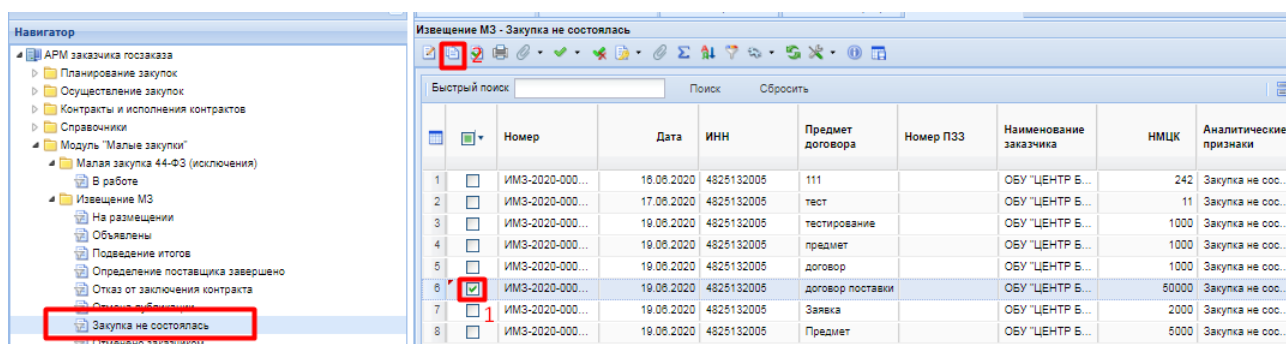 Навигатор
АРМ заказчика госзаказа
Планирование закупок
Осуществление закупок
Контракты и исполнения контрактов
Справочники
Модуль "Малые закупки"
Малая закупка 44-ФЗ (исключения)
В работе
Извещение МЗ
На размещении
Объявлены
Подведение итогов
Определение поставщика завершено
Отказ от заключения контракта
Отмена публикации
Закупка не состоялась
Отменено заказчиком
Извещение МЗ - Закупка не состоялась
2
Быстрый поиск Поиск Сбросить
Номер Дата ИНН Предмет договора Номер ПЗЗ Наименование заказчика НМЦК Аналитические признаки
1 ИМЗ-2020-000... 16.06.2020 4825132005 111 ОБУ "ЦЕНТР Б... 242 Закупка не сос...
2 ИМЗ-2020-000... 17.06.2020 4825132005 тест ОБУ "ЦЕНТР Б... 11 Закупка не сос...
3 ИМЗ-2020-000... 19.06.2020 4825132005 тестирование ОБУ "ЦЕНТР Б... 1000 Закупка не сос...
4 ИМЗ-2020-000... 19.06.2020 4825132005 предмет ОБУ "ЦЕНТР Б... 1000 Закупка не сос...
5 ИМЗ-2020-000... 19.06.2020 4825132005 договор ОБУ "ЦЕНТР Б... 1000 Закупка не сос...
6 ИМЗ-2020-000... 19.06.2020 4825132005 договор поставки ОБУ "ЦЕНТР Б... 50000 Закупка не сос...
7 1 ИМЗ-2020-000... 19.06.2020 4825132005 Заявка ОБУ "ЦЕНТР Б... 2000 Закупка не сос...
8 ИМЗ-2020-000... 19.06.2020 4825132005 Предмет ОБУ "ЦЕНТР Б... 5000 Закупка не сос...